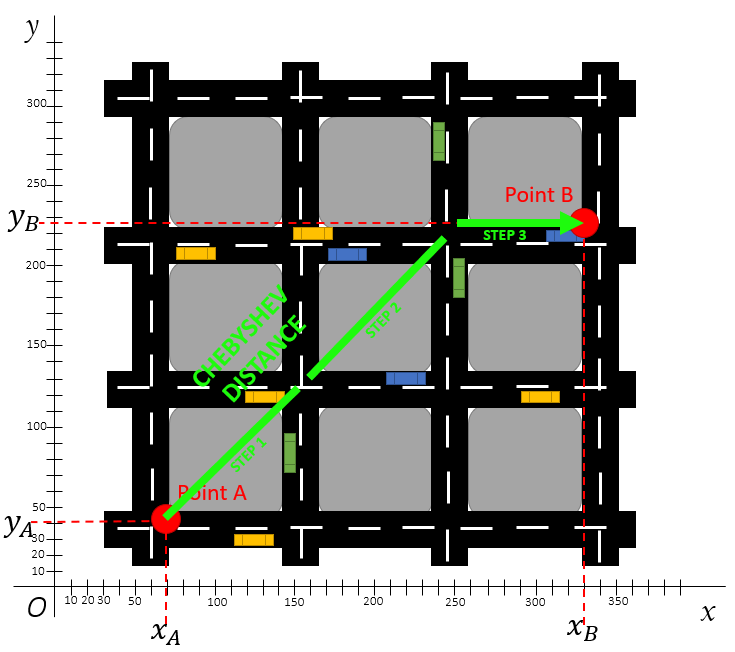 y
300
Point B
250
y_B
STEP 3
200
CHEBYSHEV
DISTANCE
STEP 2
150
100
STEP 1
Point A
50
y_A
30
20
10
O
10 20 30 50 100 150 200 250 300 350
x
x_A
x_B